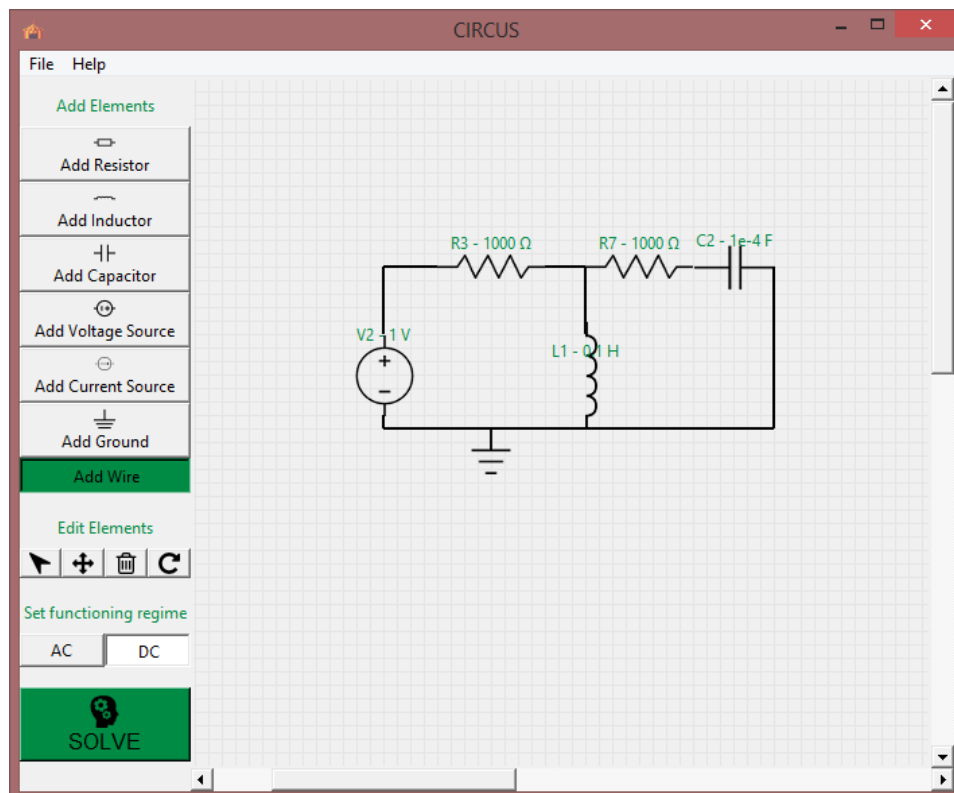 CIRCUS
File Help
Add Elements
Add Resistor
Add Inductor
Add Capacitor
Add Voltage Source
Add Current Source
Add Ground
Add Wire
Edit Elements
Set functioning regime
AC DC
SOLVE
R3 - 1000 Ω R7 - 1000 Ω C2 - 1e-4 F
V2 - 1 V
L1 - 0.1 H